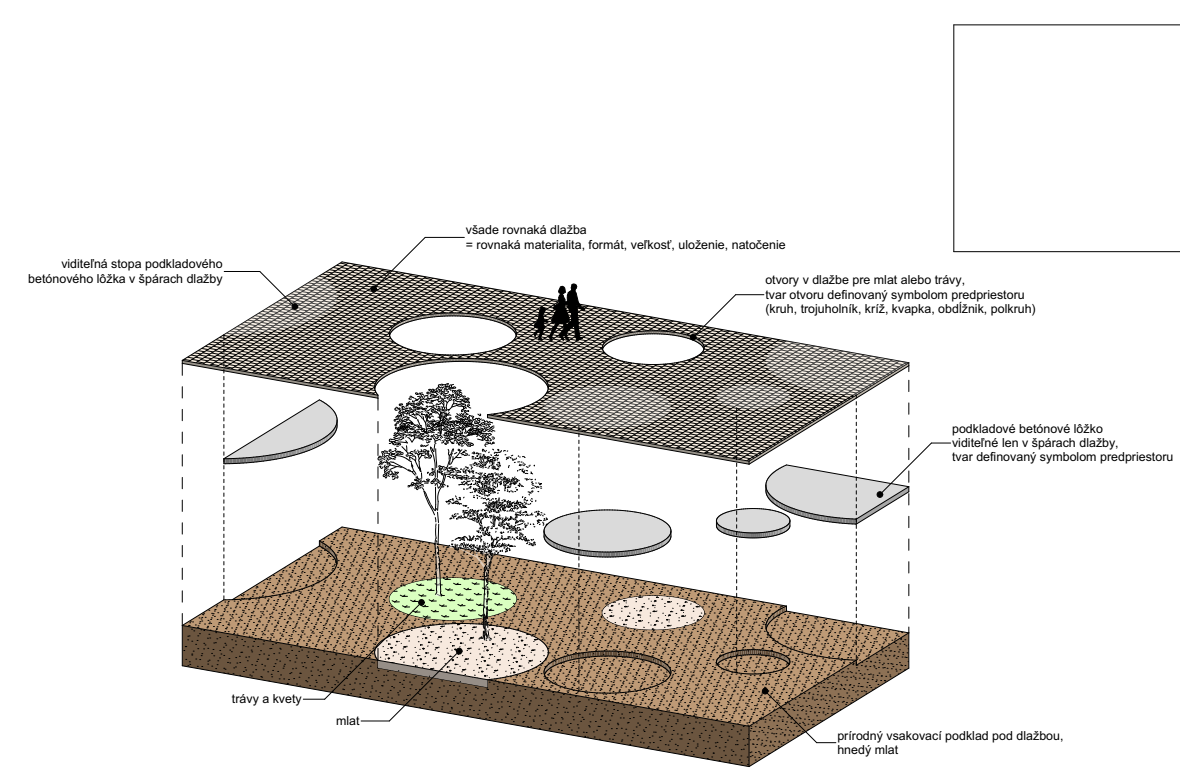 všade rovnaká dlažba
= rovnaká materialita, formát, veľkosť, uloženie, natočenie
viditeľná stopa podkladového
betónového lôžka v špárach dlažby
otvory v dlažbe pre mlat alebo trávy,
tvar otvoru definovaný symbolom predpriestoru
(kruh, trojuholník, kríž, kvapka, obdĺžnik, polkruh)
podkladové betónové lôžko
viditeľné len v špárach dlažby,
tvar definovaný symbolom predpriestoru
trávy a kvety
mlat
prírodný vsakovací podklad pod dlažbou,
hnedý mlat